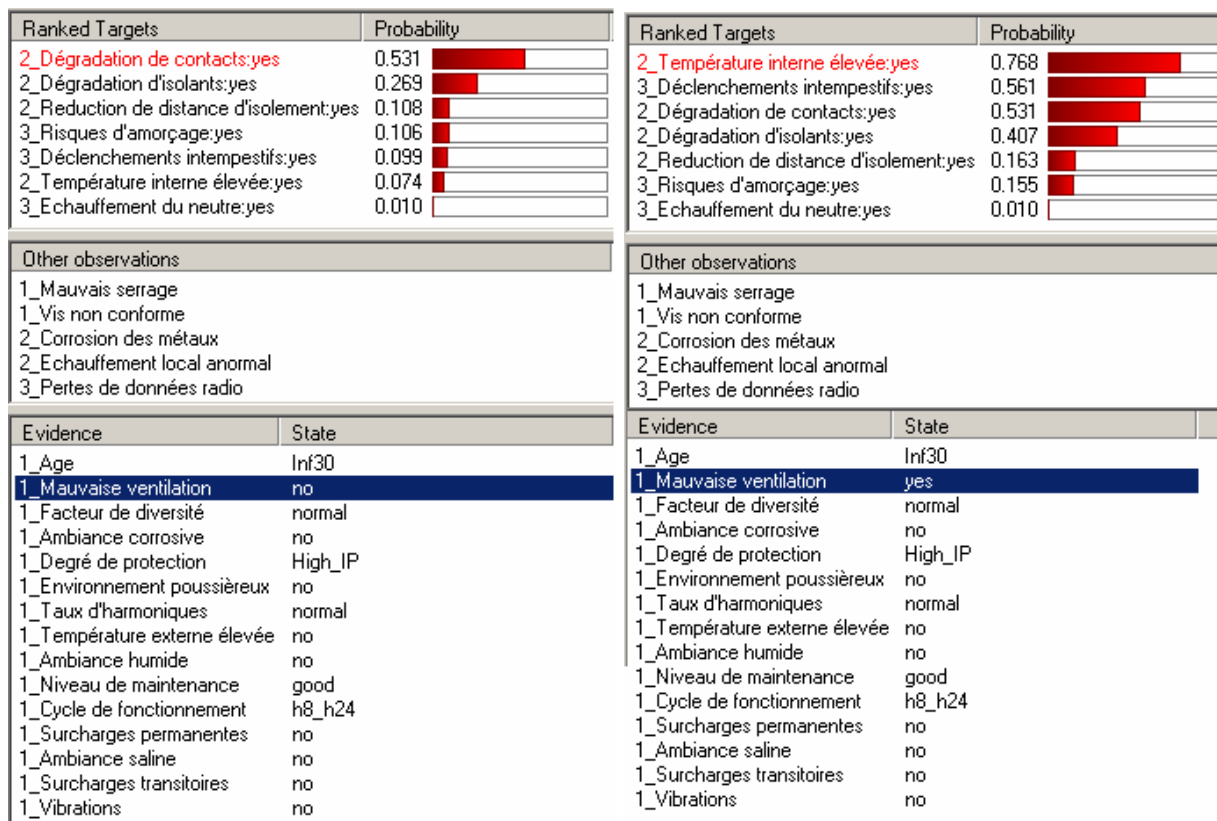 Ranked Targets Probability
2_Dégradation de contacts:yes 0.531
2_Dégradation d'isolants:yes 0.269
2_Reduction de distance d'isolement:yes 0.108
3_Risques d'amorçage:yes 0.106
3_Déclenchements intempestifs:yes 0.099
2_Température interne élevée:yes 0.074
3_Echauffement du neutre:yes 0.010
Other observations
1_Mauvais serrage
1_Vis non conforme
2_Corrosion des métaux
2_Echauffement local anormal
3_Pertes de données radio
Evidence State
1_Age Inf30
1_Mauvaise ventilation no
1_Facteur de diversité normal
1_Ambiance corrosive no
1_Degré de protection High_IP
1_Environnement poussièreux no
1_Taux d'harmoniques normal
1_Température externe élevée no
1_Ambiance humide no
1_Niveau de maintenance good
1_Cycle de fonctionnement h8_h24
1_Surcharges permanentes no
1_Ambiance saline no
1_Surcharges transitoires no
1_Vibrations no
Ranked Targets Probability
2_Température interne élevée:yes 0.768
3_Déclenchements intempestifs:yes 0.561
2_Dégradation de contacts:yes 0.531
2_Dégradation d'isolants:yes 0.407
2_Reduction de distance d'isolement:yes 0.163
3_Risques d'amorçage:yes 0.155
3_Echauffement du neutre:yes 0.010
Other observations
1_Mauvais serrage
1_Vis non conforme
2_Corrosion des métaux
2_Echauffement local anormal
3_Pertes de données radio
Evidence State
1_Age Inf30
1_Mauvaise ventilation yes
1_Facteur de diversité normal
1_Ambiance corrosive no
1_Degré de protection High_IP
1_Environnement poussièreux no
1_Taux d'harmoniques normal
1_Température externe élevée no
1_Ambiance humide no
1_Niveau de maintenance good
1_Cycle de fonctionnement h8_h24
1_Surcharges permanentes no
1_Ambiance saline no
1_Surcharges transitoires no
1_Vibrations no